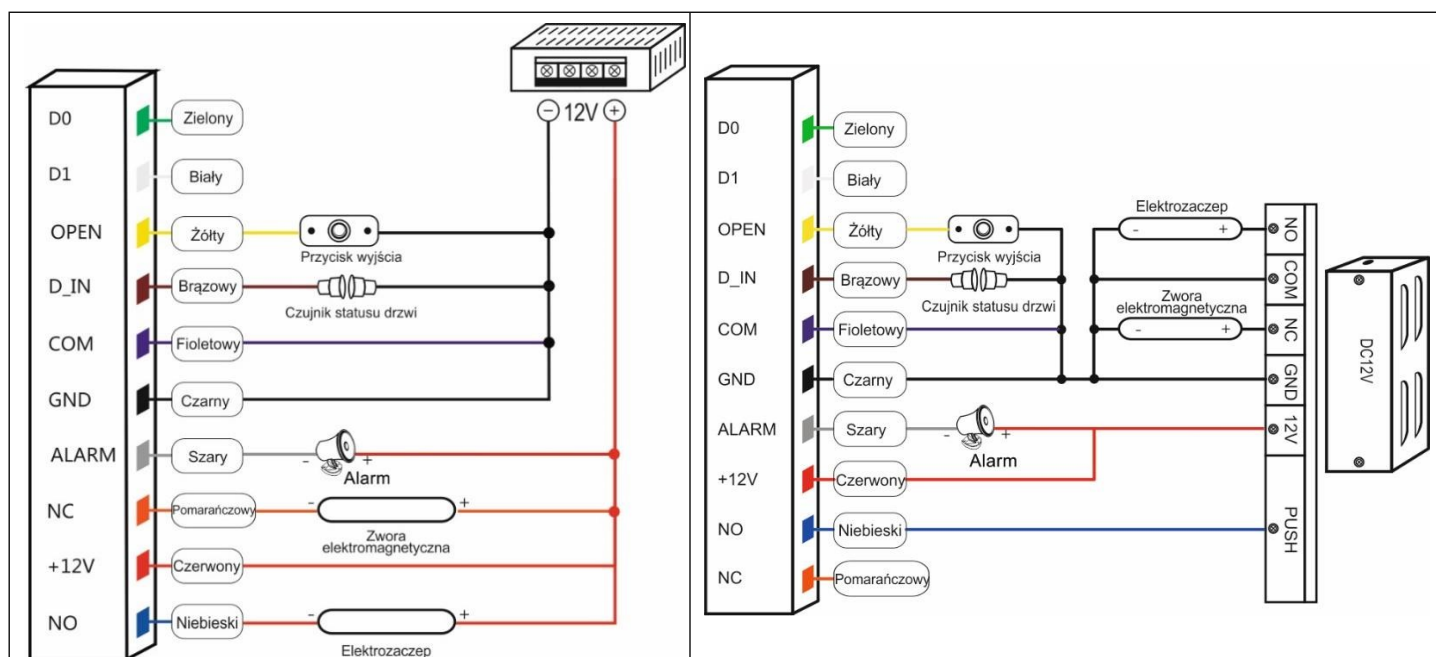 − 12V +
D0 Zielony
D1 Biały
OPEN Żółty
Przycisk wyjścia
D_IN Brązowy
Czujnik statusu drzwi
COM Fioletowy
GND Czarny
ALARM Szary - +
Alarm
NC Pomarańczowy - +
Zwora
elektromagnetyczna
+12V Czerwony
NO Niebieski - +
Elektrozaczep
D0 Zielony
D1 Biały
OPEN Żółty
Przycisk wyjścia
D_IN Brązowy
Czujnik statusu drzwi
COM Fioletowy
GND Czarny
ALARM Szary - +
Alarm
+12V Czerwony
NO Niebieski
NC Pomarańczowy
Elektrozaczep
- +
Zwora
elektromagnetyczna
- +
NO
COM
NC
GND
12V
PUSH
DC12V